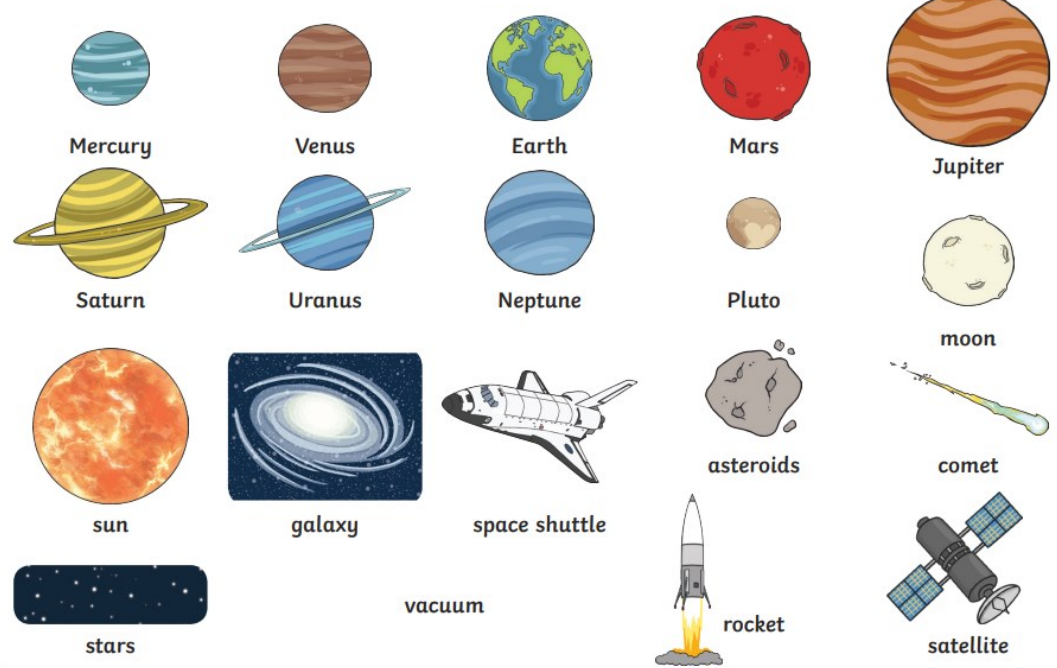 Mercury
Venus
Earth
Mars
Jupiter
Saturn
Uranus
Neptune
Pluto
moon
sun
galaxy
space shuttle
asteroids
comet
stars
vacuum
rocket
satellite